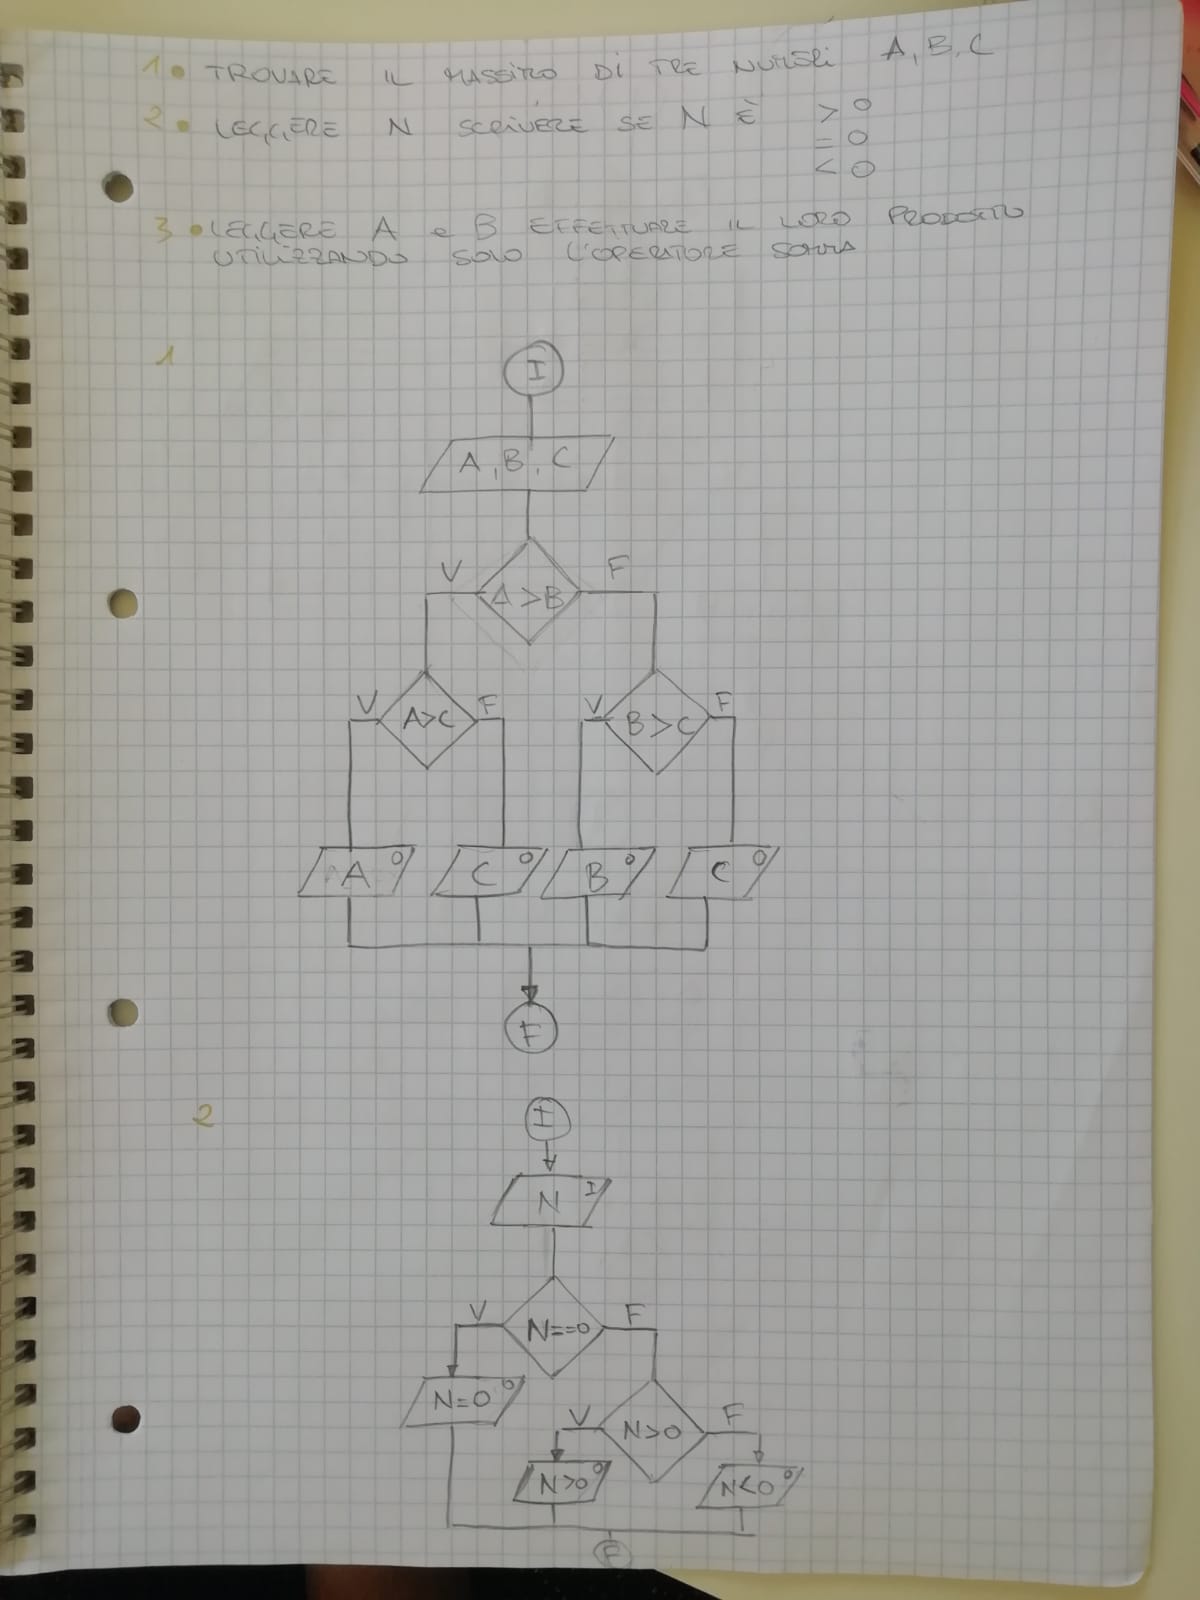 1 • TROVARE IL MASSIMO DI TRE NUMERI A, B, C
2 • LEGGERE N SCRIVERE SE N È > 0
= 0
< 0
3 • LEGGERE A e B EFFETTUARE IL LORO PRODOTTO
UTILIZZANDO SOLO L'OPERATORE SOMMA
1
I
A, B, C
V A >B F
V A>C F V B>C F
A O C O B O C O
F
2
I
N I
V N==0 F
N=0 O
V N>0 F
N>0 O N<0 O
F